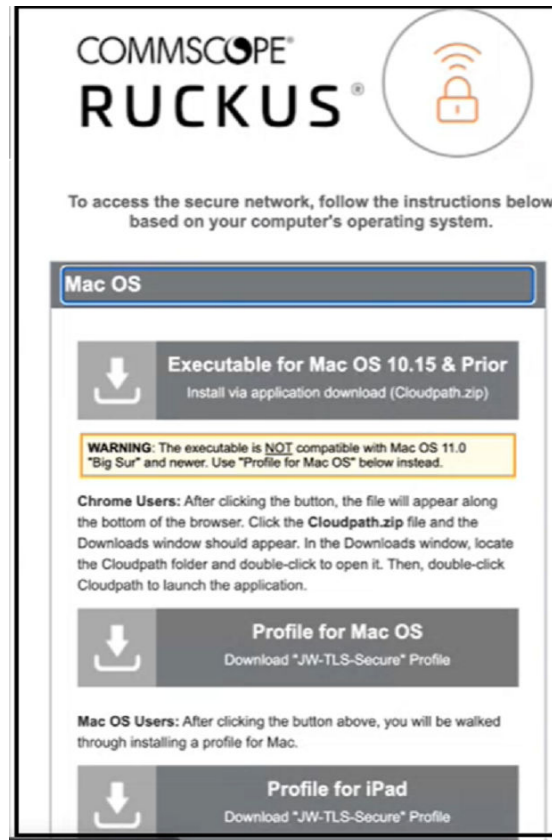 COMMSCOPE®
RUCKUS®
To access the secure network, follow the instructions below
based on your computer's operating system.
Mac OS
Executable for Mac OS 10.15 & Prior
Install via application download (Cloudpath.zip)
WARNING: The executable is NOT compatible with Mac OS 11.0
"Big Sur" and newer. Use "Profile for Mac OS" below instead.
Chrome Users: After clicking the button, the file will appear along
the bottom of the browser. Click the Cloudpath.zip file and the
Downloads window should appear. In the Downloads window, locate
the Cloudpath folder and double-click to open it. Then, double-click
Cloudpath to launch the application.
Profile for Mac OS
Download "JW-TLS-Secure" Profile
Mac OS Users: After clicking the button above, you will be walked
through installing a profile for Mac.
Profile for iPad
Download "JW-TLS-Secure" Profile